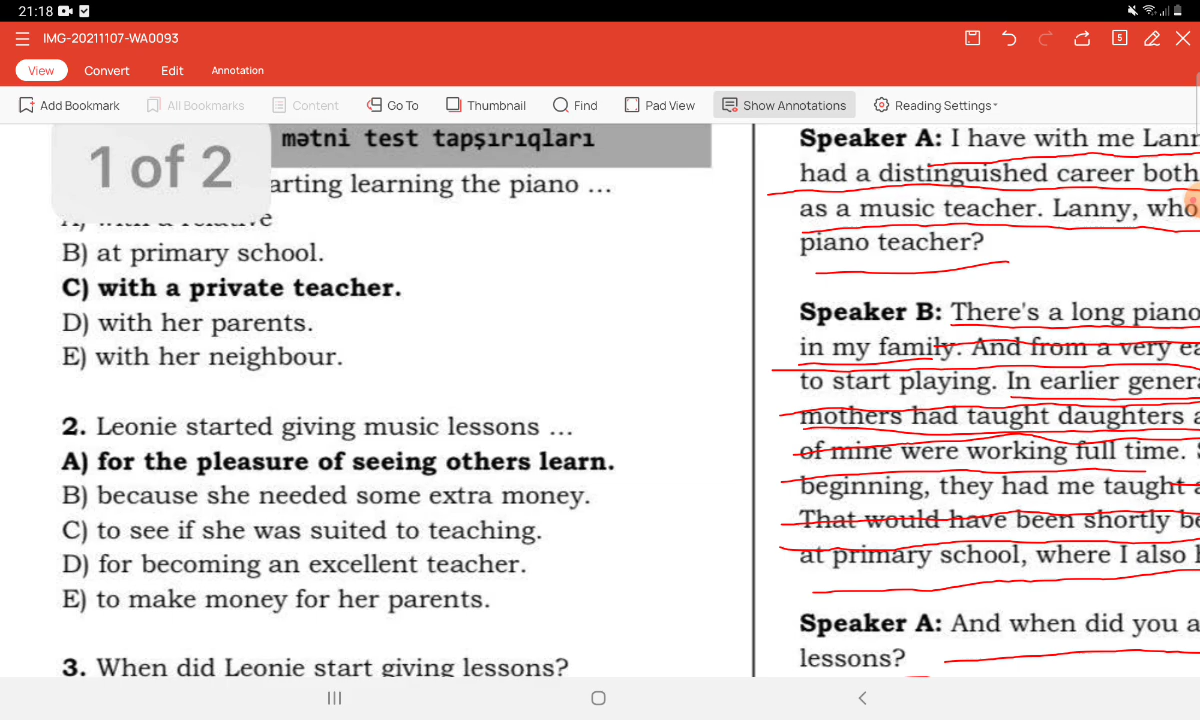 21:18
IMG-20211107-WA0093
5
View Convert Edit Annotation
Add Bookmark All Bookmarks Content Go To Thumbnail Find Pad View Show Annotations Reading Settings
1 of 2
mətni test tapşırıqları
arting learning the piano ...
B) at primary school.
C) with a private teacher.
D) with her parents.
E) with her neighbour.
2. Leonie started giving music lessons ...
A) for the pleasure of seeing others learn.
B) because she needed some extra money.
C) to see if she was suited to teaching.
D) for becoming an excellent teacher.
E) to make money for her parents.
3. When did Leonie start giving lessons?
Speaker A: I have with me
had a distinguished career both
as a music teacher. Lanny, who
piano teacher?
Speaker B: There's a long piano
in my family. And from a very
to start playing. In earlier
mothers had taught daughters
of mine were working full time.
beginning, they had me taught
That would have been shortly
at primary school, where I also
Speaker A: And when did you
lessons?